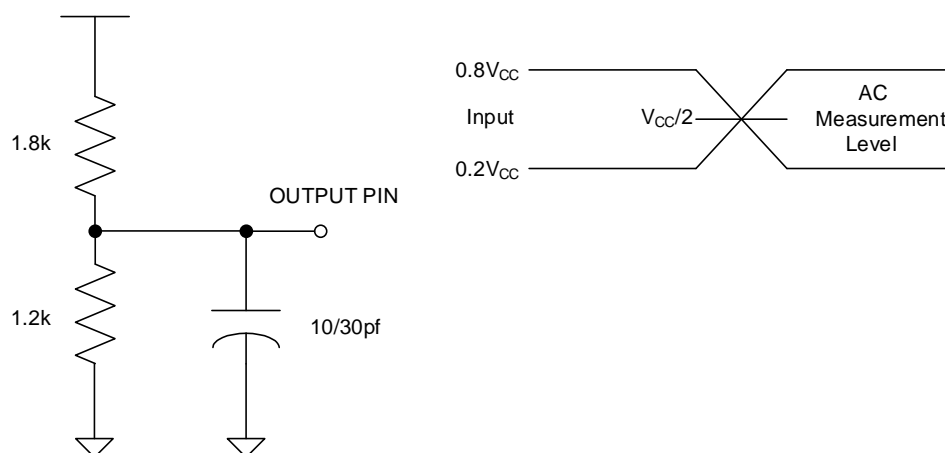 1.8k
OUTPUT PIN
1.2k
10/30pf
0.8VCC
Input
VCC/2
0.2VCC
AC
Measurement
Level